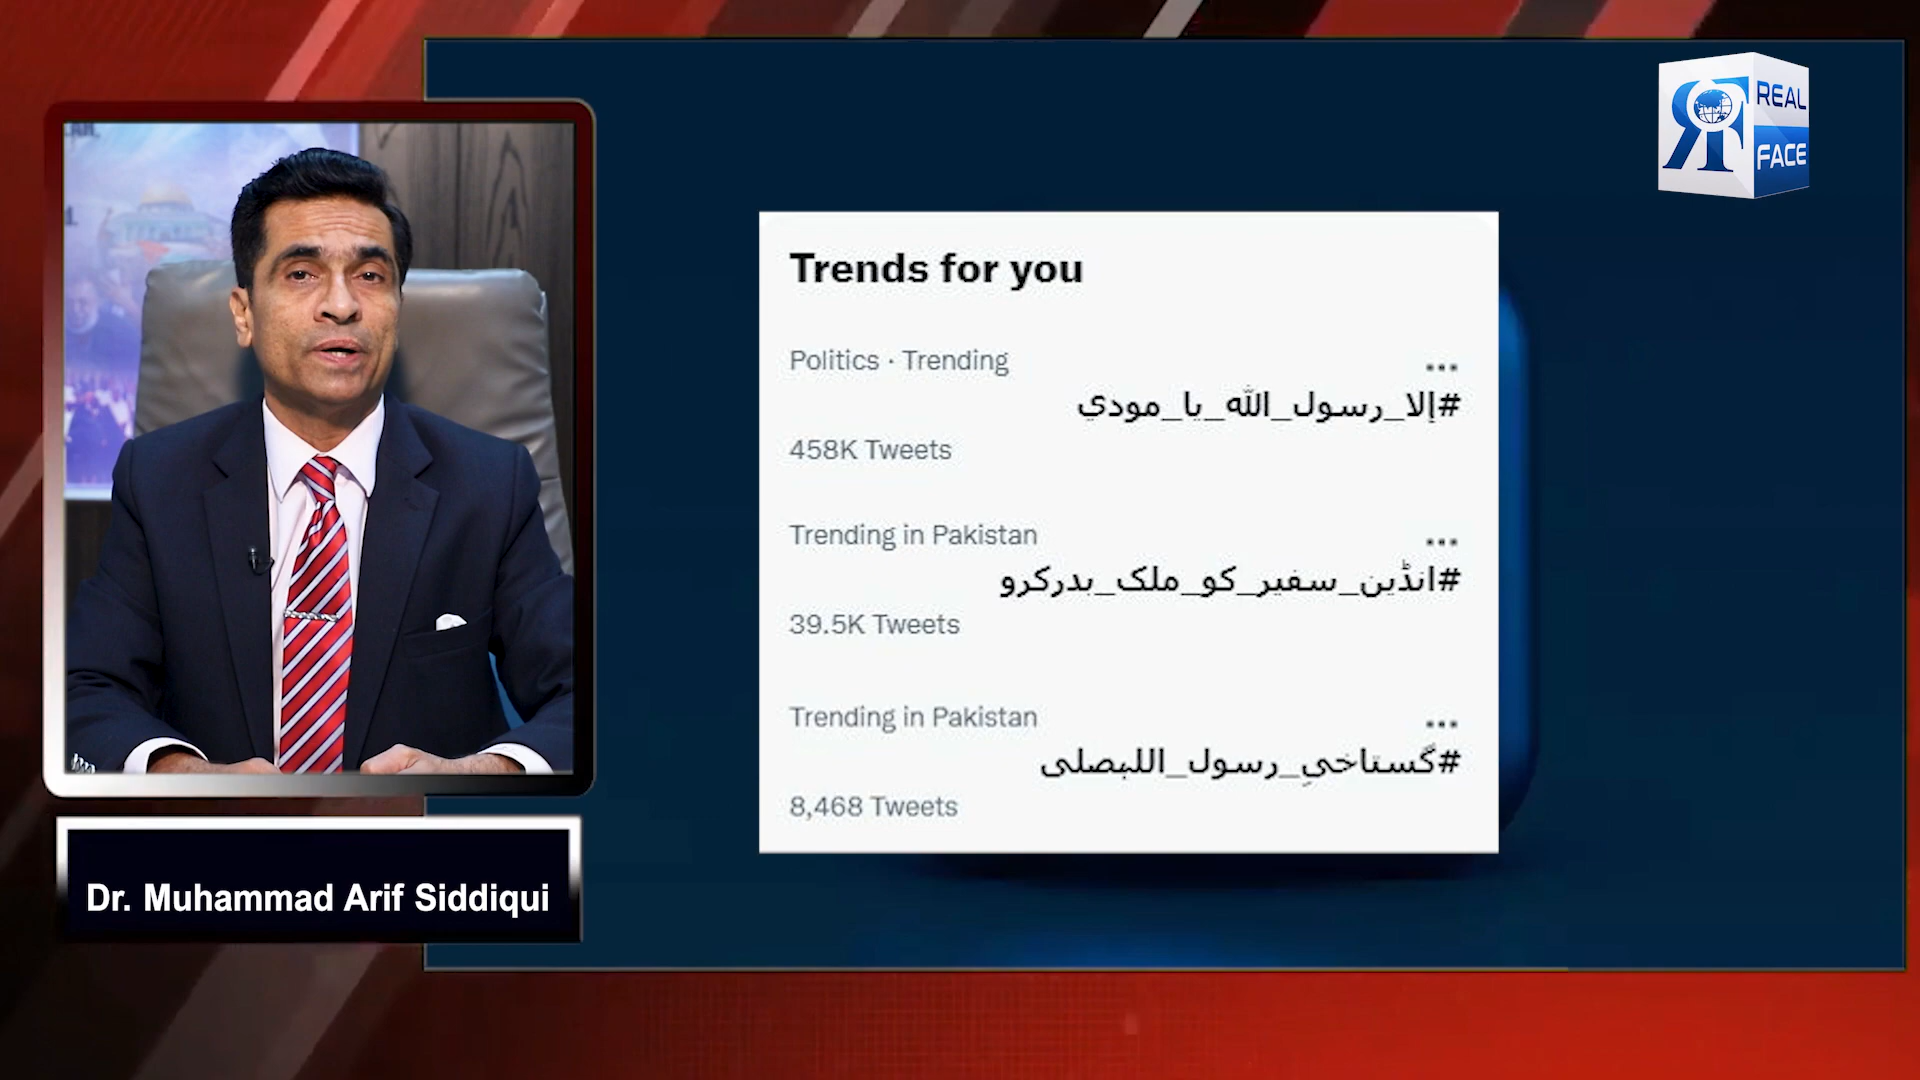 REAL
FACE
Trends for you
Politics · Trending
#إلا_رسول_الله_يا_مودي
458K Tweets
Trending in Pakistan
#انڈین_سفیر_کو_ملک_بدرکرو
39.5K Tweets
Trending in Pakistan
#گستاخیِ_رسول_اللہصلی
8,468 Tweets
Dr. Muhammad Arif Siddiqui